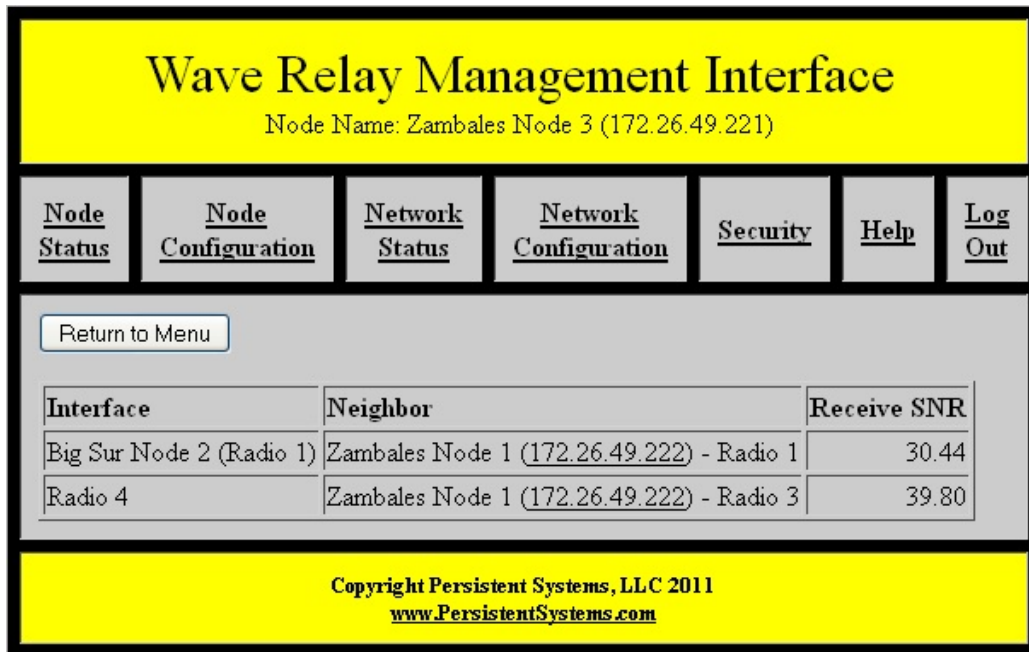 Wave Relay Management Interface
Node Name: Zambales Node 3 (172.26.49.221)
Node Status
Node Configuration
Network Status
Network Configuration
Security
Help
Log Out
Return to Menu
Interface Neighbor Receive SNR
Big Sur Node 2 (Radio 1) Zambales Node 1 (172.26.49.222) - Radio 1 30.44
Radio 4 Zambales Node 1 (172.26.49.222) - Radio 3 39.80
Copyright Persistent Systems, LLC 2011
www.PersistentSystems.com